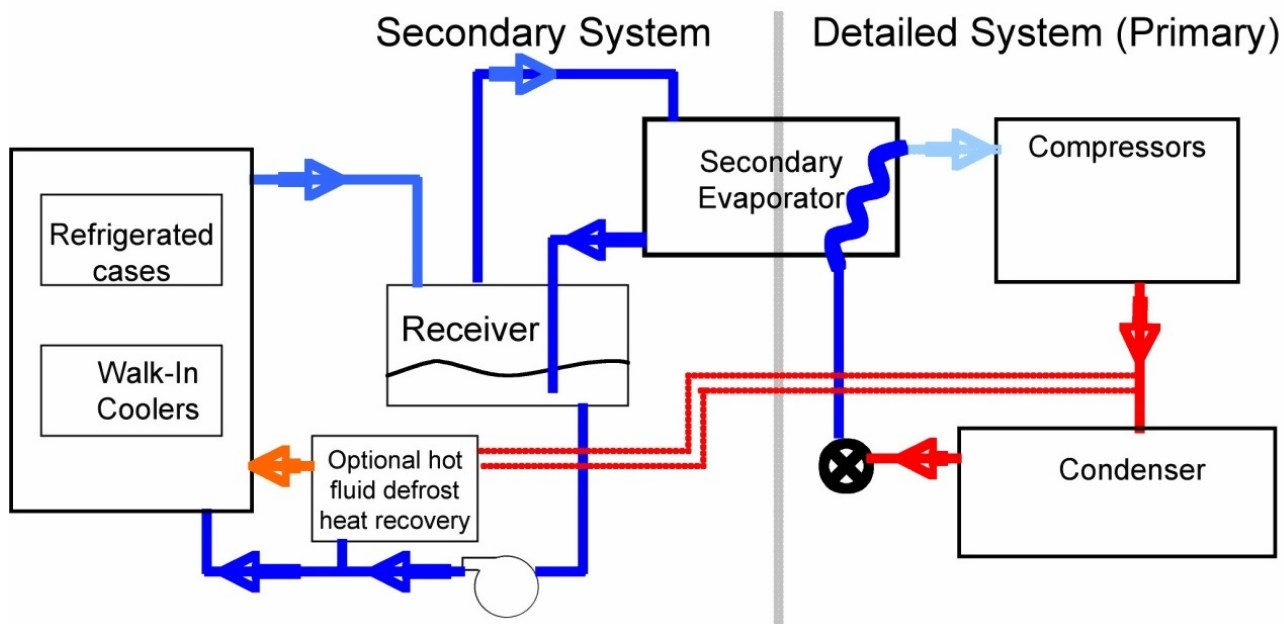 Secondary System
Detailed System (Primary)
Secondary
Evaporator
Compressors
Refrigerated
cases
Receiver
Walk-In
Coolers
Optional hot
fluid defrost
heat recovery
Condenser